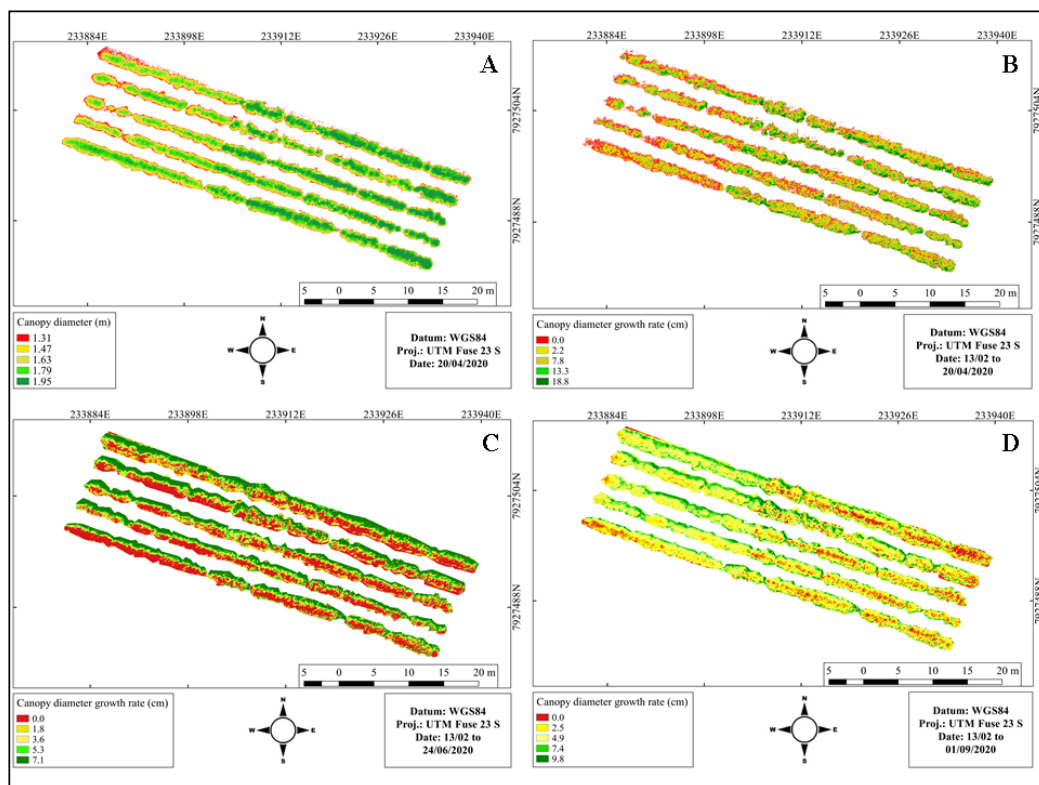 233884E 233898E 233912E 233926E 233940E
A
7927504N
7927488N
5 0 5 10 15 20 m
Canopy diameter (m)
1.31
1.47
1.63
1.79
1.95
N
W E
S
Datum: WGS84
Proj.: UTM Fuse 23 S
Date: 20/04/2020
233884E 233898E 233912E 233926E 233940E
B
7927504N
7927488N
5 0 5 10 15 20 m
Canopy diameter growth rate (cm)
0.0
2.2
7.8
13.3
18.8
N
W E
S
Datum: WGS84
Proj.: UTM Fuse 23 S
Date: 13/02 to
20/04/2020
233884E 233898E 233912E 233926E 233940E
C
7927504N
7927488N
5 0 5 10 15 20 m
Canopy diameter growth rate (cm)
0.0
1.8
3.6
5.3
7.1
N
W E
S
Datum: WGS84
Proj.: UTM Fuse 23 S
Date: 13/02 to
24/06/2020
233884E 233898E 233912E 233926E 233940E
D
7927504N
7927488N
5 0 5 10 15 20 m
Canopy diameter growth rate (cm)
0.0
2.5
4.9
7.4
9.8
N
W E
S
Datum: WGS84
Proj.: UTM Fuse 23 S
Date: 13/02 to
01/09/2020